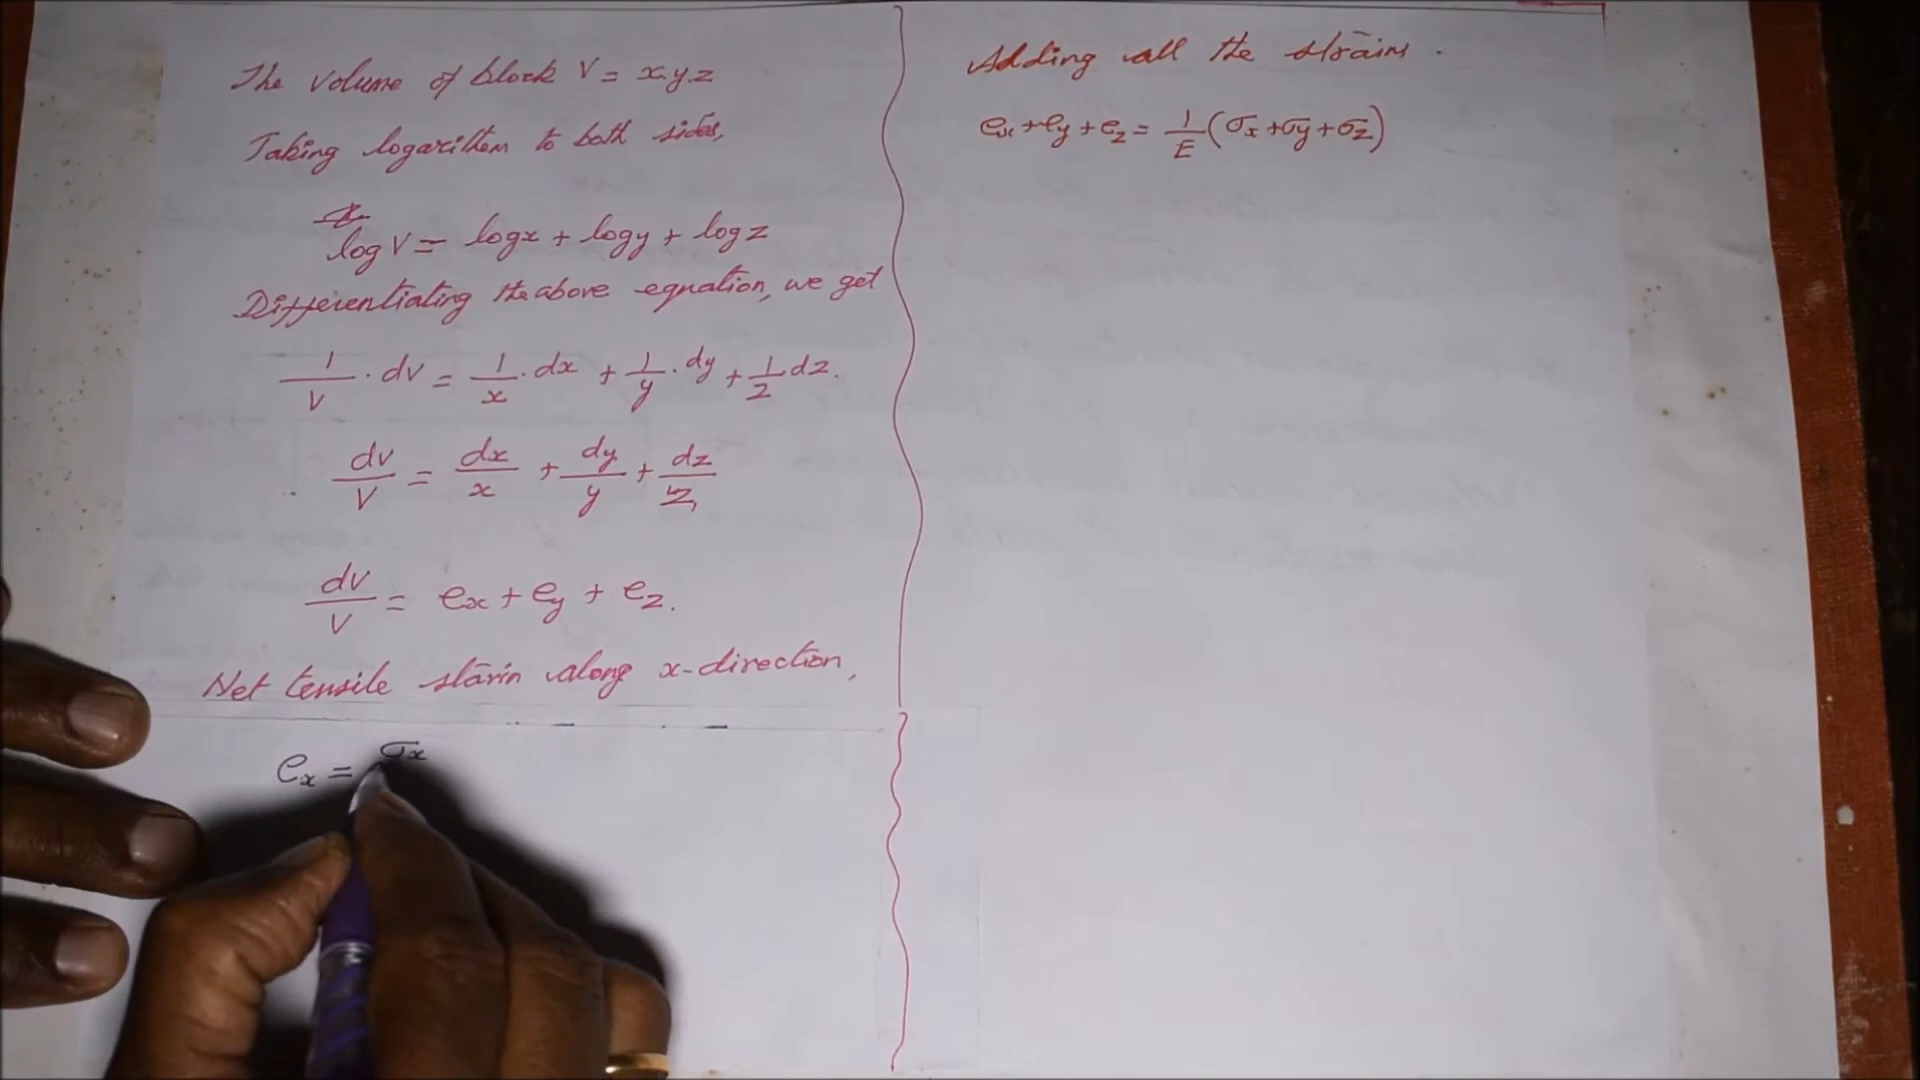 The volume of block V = x.y.z
Taking logarithm to both sides,
log V = log x + log y + log z
Differentiating the above equation, we get
1/V . dv = 1/x . dx + 1/y . dy + 1/z dz.
dv/V = dx/x + dy/y + dz/z
dv/V = ex + ey + ez.
Net tensile starin along x-direction,
ex = σx
Adding all the strains.
ex + ey + ez = 1/E (σx + σy + σz)